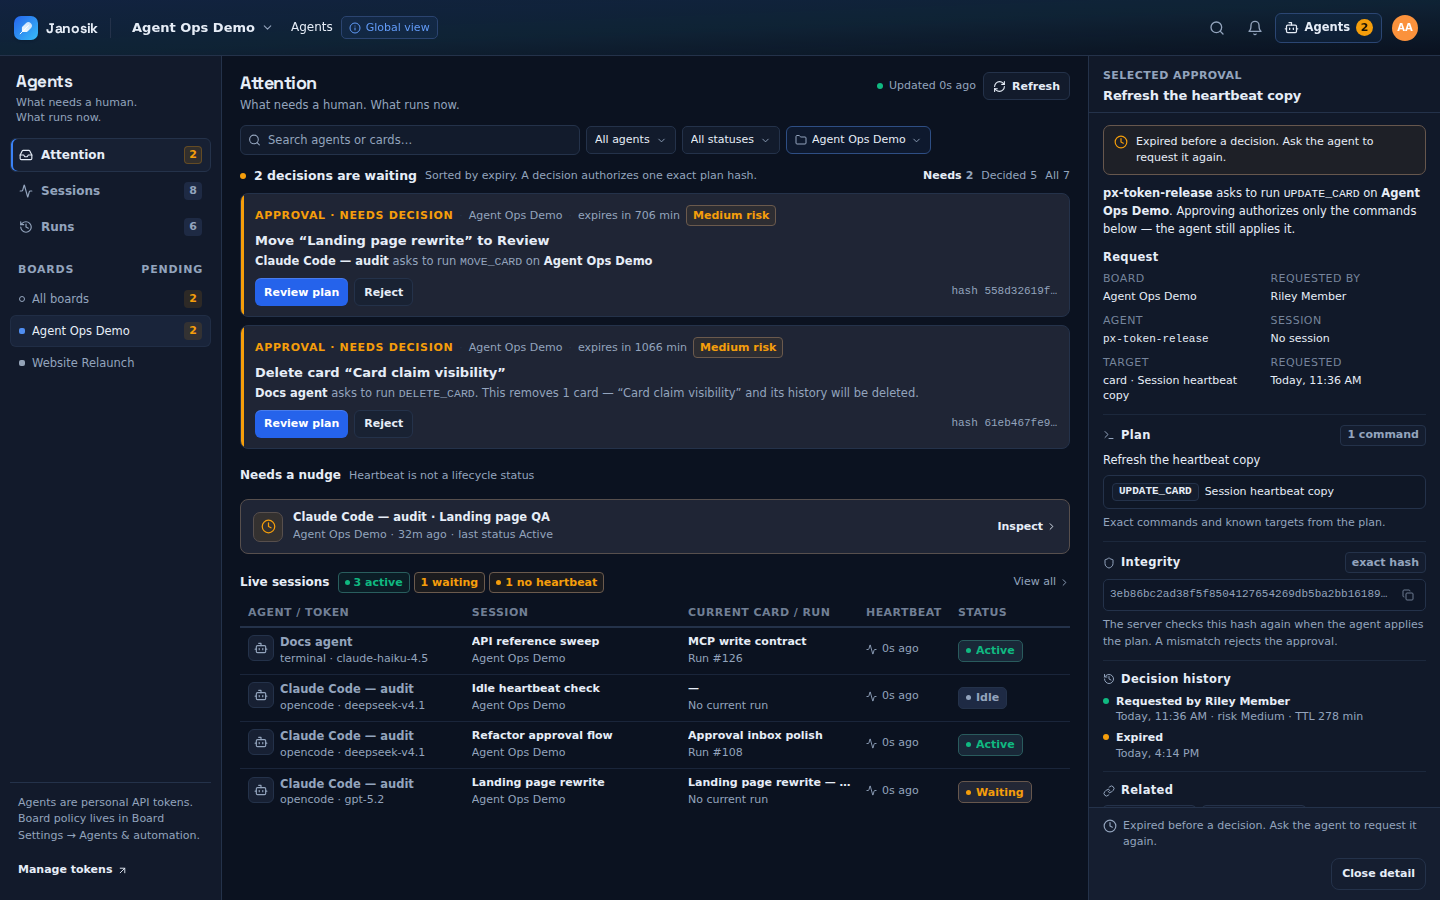 Janosik
Agent Ops Demo
Agents
Global view
Agents 2
AA
Agents
What needs a human.
What runs now.
Attention 2
Sessions 8
Runs 6
BOARDS PENDING
All boards 2
Agent Ops Demo 2
Website Relaunch
Agents are personal API tokens.
Board policy lives in Board
Settings → Agents & automation.
Manage tokens
Attention
What needs a human. What runs now.
Updated 0s ago
Refresh
Search agents or cards...
All agents
All statuses
Agent Ops Demo
2 decisions are waiting Sorted by expiry. A decision authorizes one exact plan hash.
Needs 2 Decided 5 All 7
APPROVAL · NEEDS DECISION Agent Ops Demo expires in 706 min Medium risk
Move “Landing page rewrite” to Review
Claude Code — audit asks to run MOVE_CARD on Agent Ops Demo
Review plan Reject hash 558d32619f…
APPROVAL · NEEDS DECISION Agent Ops Demo expires in 1066 min Medium risk
Delete card “Card claim visibility”
Docs agent asks to run DELETE_CARD. This removes 1 card — “Card claim visibility” and its history will be deleted.
Review plan Reject hash 61eb467fe9…
Needs a nudge Heartbeat is not a lifecycle status
Claude Code — audit · Landing page QA
Agent Ops Demo · 32m ago · last status Active
Inspect
Live sessions 3 active 1 waiting 1 no heartbeat View all
AGENT / TOKEN SESSION CURRENT CARD / RUN HEARTBEAT STATUS
Docs agent API reference sweep MCP write contract 0s ago Active
terminal · claude-haiku-4.5 Agent Ops Demo Run #126
Claude Code — audit Idle heartbeat check — 0s ago Idle
opencode · deepseek-v4.1 Agent Ops Demo No current run
Claude Code — audit Refactor approval flow Approval inbox polish 0s ago Active
opencode · deepseek-v4.1 Agent Ops Demo Run #108
Claude Code — audit Landing page rewrite Landing page rewrite — … 0s ago Waiting
opencode · gpt-5.2 Agent Ops Demo No current run
SELECTED APPROVAL
Refresh the heartbeat copy
Expired before a decision. Ask the agent to
request it again.
px-token-release asks to run UPDATE_CARD on Agent
Ops Demo. Approving authorizes only the commands
below — the agent still applies it.
Request
BOARD REQUESTED BY
Agent Ops Demo Riley Member
AGENT SESSION
px-token-release No session
TARGET REQUESTED
card · Session heartbeat Today, 11:36 AM
copy
Plan 1 command
Refresh the heartbeat copy
UPDATE_CARD Session heartbeat copy
Exact commands and known targets from the plan.
Integrity exact hash
3eb86bc2ad38f5f8504127654269db5ba2bb16189…
The server checks this hash again when the agent applies
the plan. A mismatch rejects the approval.
Decision history
Requested by Riley Member
Today, 11:36 AM · risk Medium · TTL 278 min
Expired
Today, 4:14 PM
Related
Expired before a decision. Ask the agent to request it
again.
Close detail